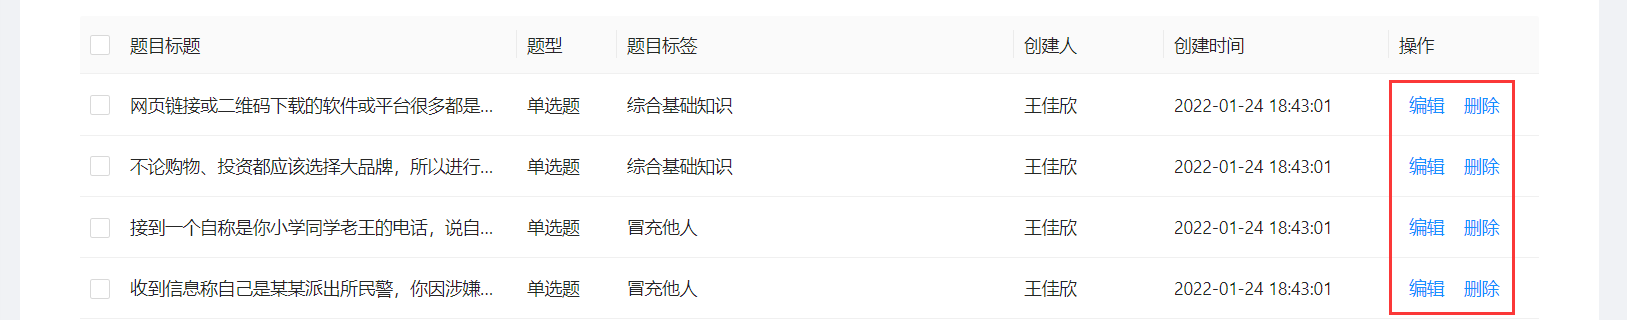 题目标题 题型 题目标签 创建人 创建时间 操作
网页链接或二维码下载的软件或平台很多都是... 单选题 综合基础知识 王佳欣 2022-01-24 18:43:01 编辑 删除
不论购物、投资都应该选择大品牌，所以进行... 单选题 综合基础知识 王佳欣 2022-01-24 18:43:01 编辑 删除
接到一个自称是你小学同学老王的电话，说自... 单选题 冒充他人 王佳欣 2022-01-24 18:43:01 编辑 删除
收到信息称自己是某某派出所民警，你因涉嫌... 单选题 冒充他人 王佳欣 2022-01-24 18:43:01 编辑 删除